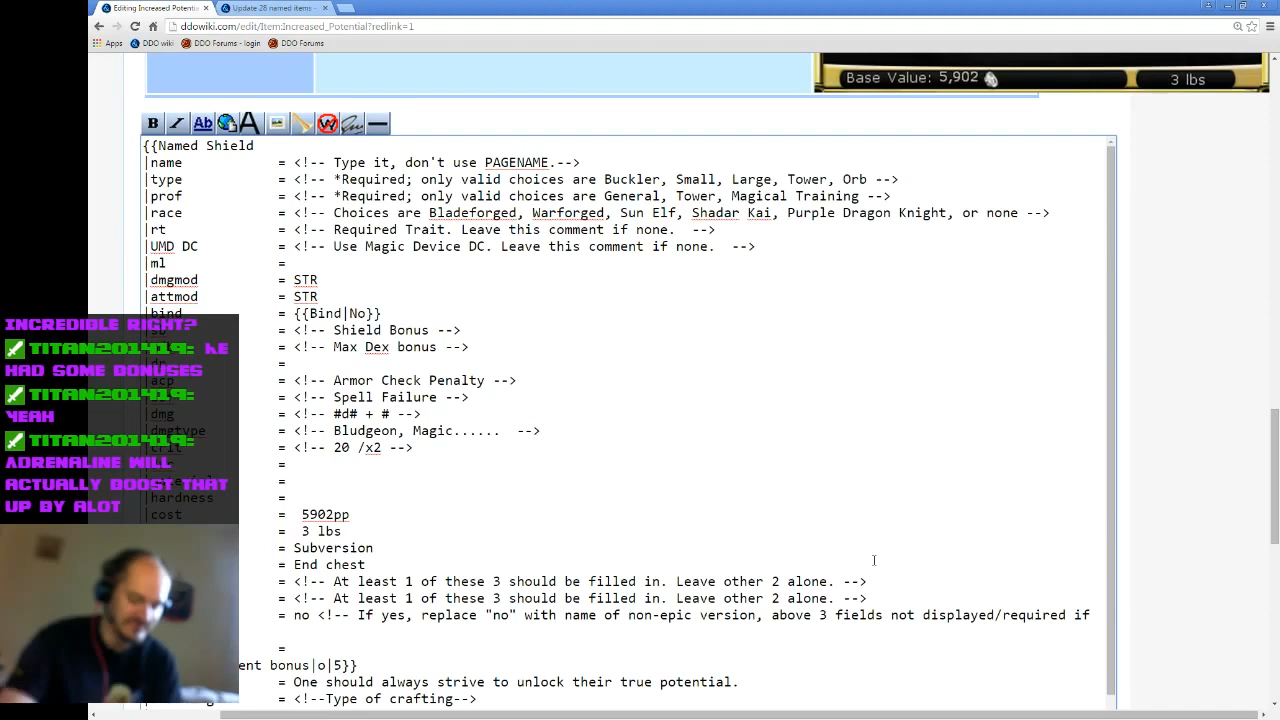 Editing Increased Potenti
Update 28 named items -
ddowiki.com/edit/Item:Increased_Potential?redlink=1
Apps DDO wiki DDO Forums - login DDO Forums
Base Value: 5,902
3 lbs
B I Ab A W
{{Named Shield
|name = <!-- Type it, don't use PAGENAME.-->
|type = <!-- *Required; only valid choices are Buckler, Small, Large, Tower, Orb -->
|prof = <!-- *Required; only valid choices are General, Tower, Magical Training -->
|race = <!-- Choices are Bladeforged, Warforged, Sun Elf, Shadar Kai, Purple Dragon Knight, or none -->
|rt = <!-- Required Trait. Leave this comment if none. -->
|UMD DC = <!-- Use Magic Device DC. Leave this comment if none. -->
|ml =
|dmgmod = STR
|attmod = STR
|bind = {{Bind|No}}
= <!-- Shield Bonus -->
= <!-- Max Dex bonus -->
|dr =
|acp = <!-- Armor Check Penalty -->
= <!-- Spell Failure -->
|dmg = <!-- #d# + # -->
|dmgtype = <!-- Bludgeon, Magic...... -->
|crit = <!-- 20 /x2 -->
=
=
|hardness =
|cost = 5902pp
= 3 lbs
= Subversion
= End chest
= <!-- At least 1 of these 3 should be filled in. Leave other 2 alone. -->
= <!-- At least 1 of these 3 should be filled in. Leave other 2 alone. -->
= no <!-- If yes, replace "no" with name of non-epic version, above 3 fields not displayed/required if
=
ent bonus|o|5}}
= One should always strive to unlock their true potential.
= <!--Type of crafting-->
INCREDIBLE RIGHT?
TITAN201419: HE
HAD SOME BONUSES
TITAN201419:
YEAH
TITAN201419:
ADRENALINE WILL
ACTUALLY BOOST THAT
UP BY ALOT